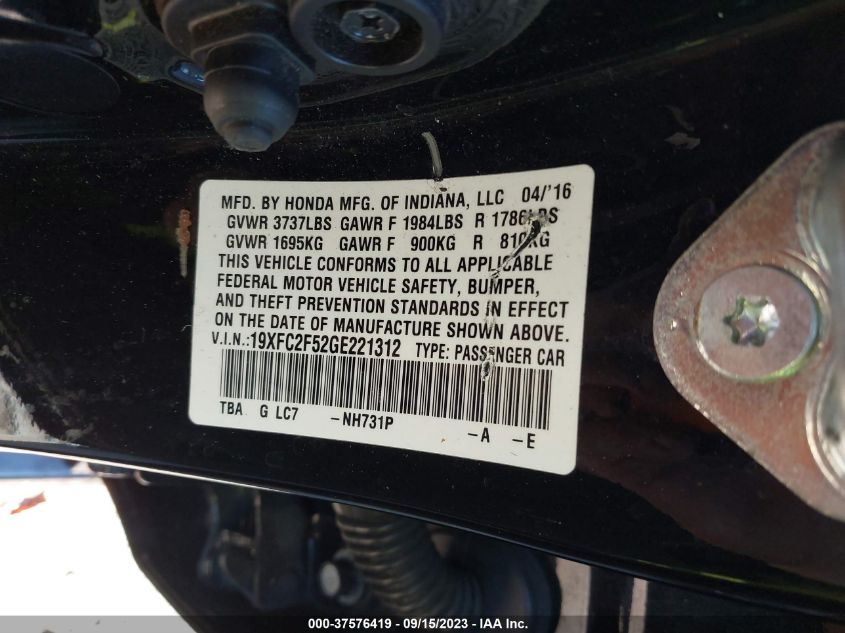 MFD. BY HONDA MFG. OF INDIANA, LLC 04/'16
GVWR 3737LBS GAWR F 1984LBS R 1786LBS
GVWR 1695KG GAWR F 900KG R 810KG
THIS VEHICLE CONFORMS TO ALL APPLICABLE
FEDERAL MOTOR VEHICLE SAFETY, BUMPER,
AND THEFT PREVENTION STANDARDS IN EFFECT
ON THE DATE OF MANUFACTURE SHOWN ABOVE.
V.I.N.:19XFC2F52GE221312 TYPE: PASSENGER CAR
TBA G LC7 -NH731P -A -E
000-37576419 - 09/15/2023 - IAA Inc.